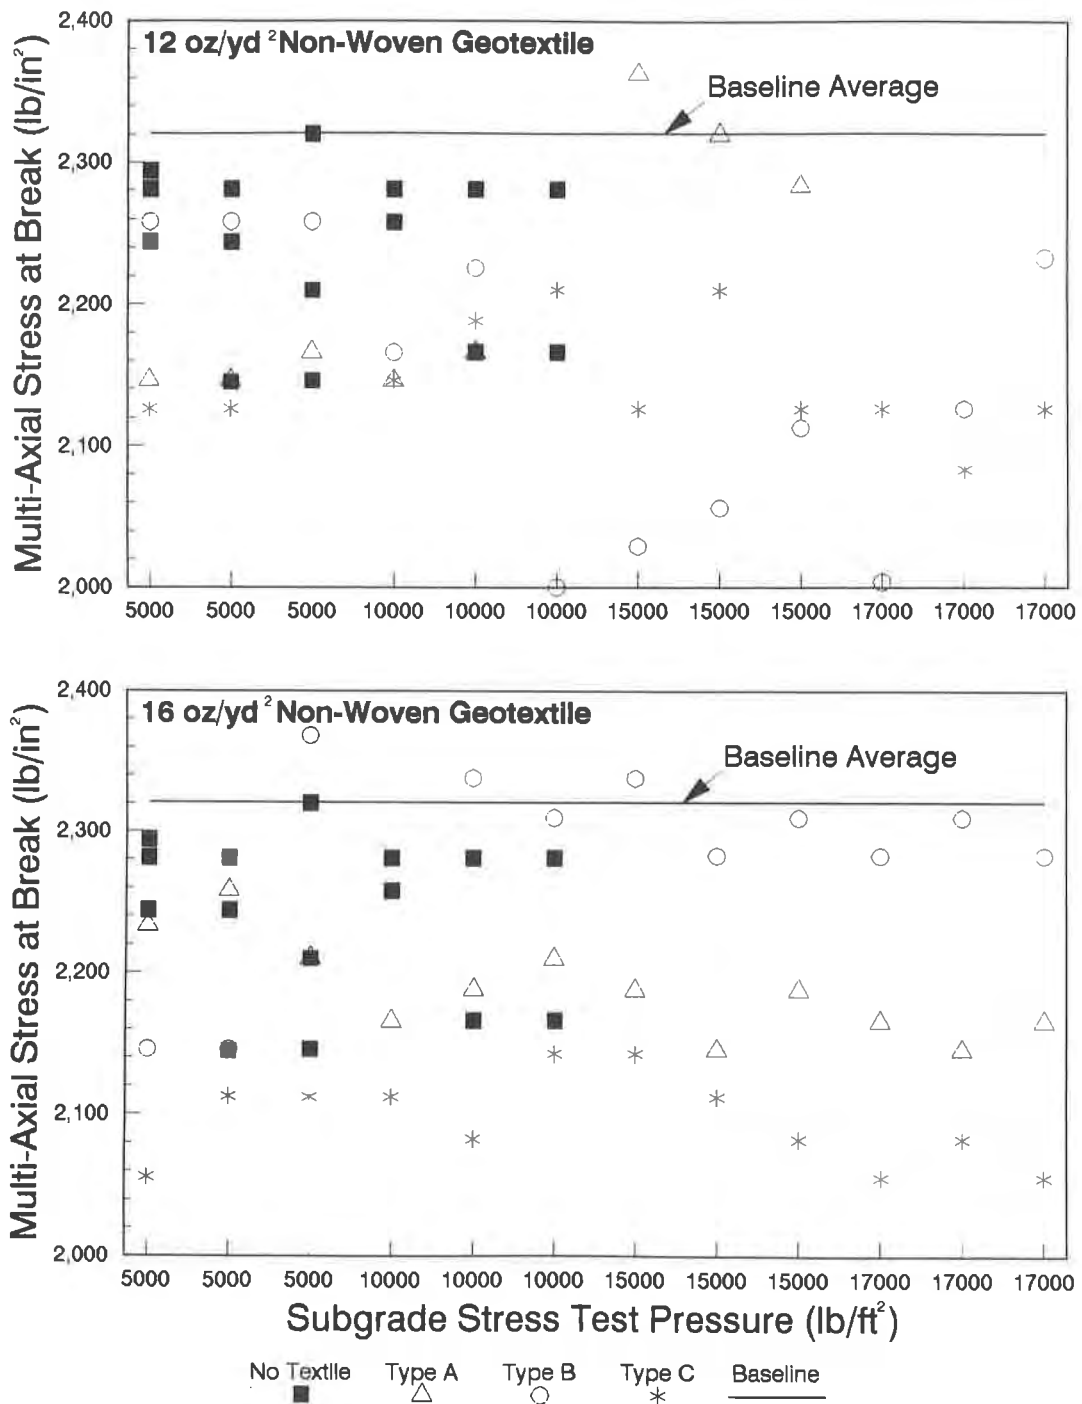 12 oz/yd² Non-Woven Geotextile
Baseline Average
Multi-Axial Stress at Break (lb/in²)
2,400
2,300
2,200
2,100
2,000
5000 5000 5000 10000 10000 10000 15000 15000 15000 17000 17000 17000
16 oz/yd² Non-Woven Geotextile
Baseline Average
Multi-Axial Stress at Break (lb/in²)
2,400
2,300
2,200
2,100
2,000
5000 5000 5000 10000 10000 10000 15000 15000 15000 17000 17000 17000
Subgrade Stress Test Pressure (lb/ft²)
No Textile Type A Type B Type C Baseline